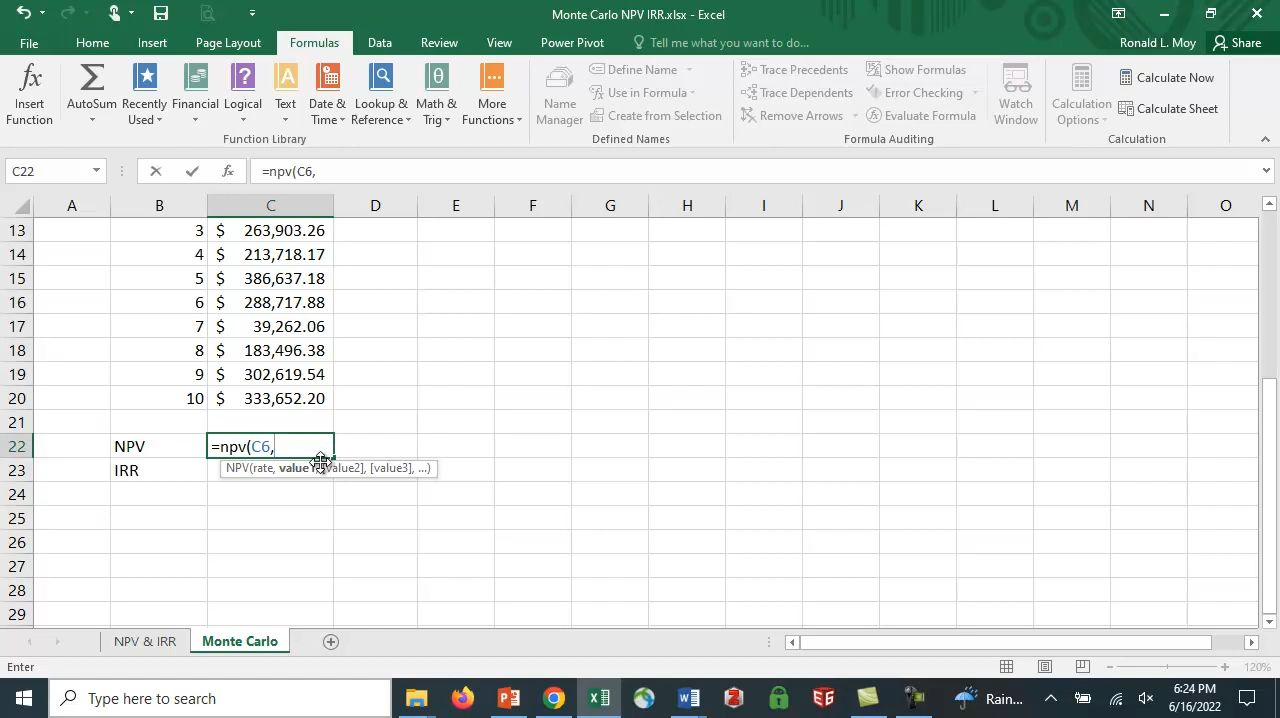 Monte Carlo NPV IRR.xlsx - Excel
File Home Insert Page Layout Formulas Data Review View Power Pivot Tell me what you want to do... Ronald L. Moy Share
Insert Function
AutoSum
Recently Used
Financial
Logical
Text
Date & Time
Lookup & Reference
Math & Trig
More Functions
Function Library
Name Manager
Define Name
Use in Formula
Create from Selection
Defined Names
Trace Precedents
Trace Dependents
Remove Arrows
Show Formulas
Error Checking
Evaluate Formula
Formula Auditing
Watch Window
Calculation Options
Calculate Now
Calculate Sheet
Calculation
C22 fx =npv(C6,
A B C D E F G H I J K L M N O
13 3 $ 263,903.26
14 4 $ 213,718.17
15 5 $ 386,637.18
16 6 $ 288,717.88
17 7 $ 39,262.06
18 8 $ 183,496.38
19 9 $ 302,619.54
20 10 $ 333,652.20
21
22 NPV =npv(C6,
NPV(rate, value1, [value2], [value3], ...)
23 IRR
24
25
26
27
28
29
NPV & IRR Monte Carlo
Enter 120%
Type here to search
Rain...
6:24 PM
6/16/2022